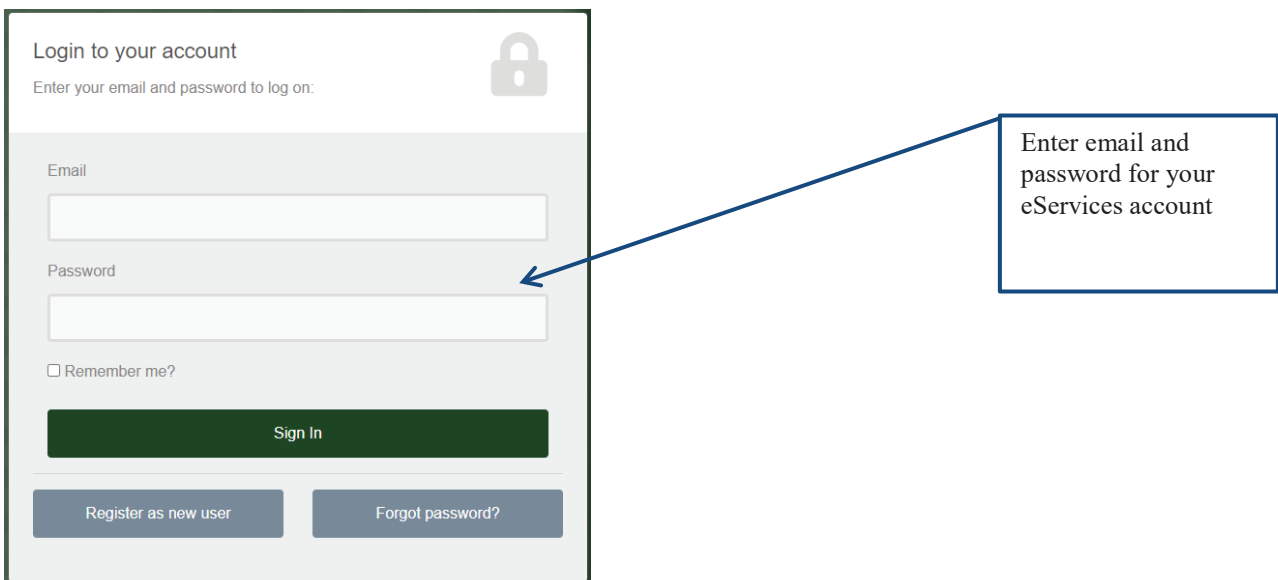 Login to your account
Enter your email and password to log on:
Email
Password
Remember me?
Sign In
Register as new user
Forgot password?
Enter email and
password for your
eServices account